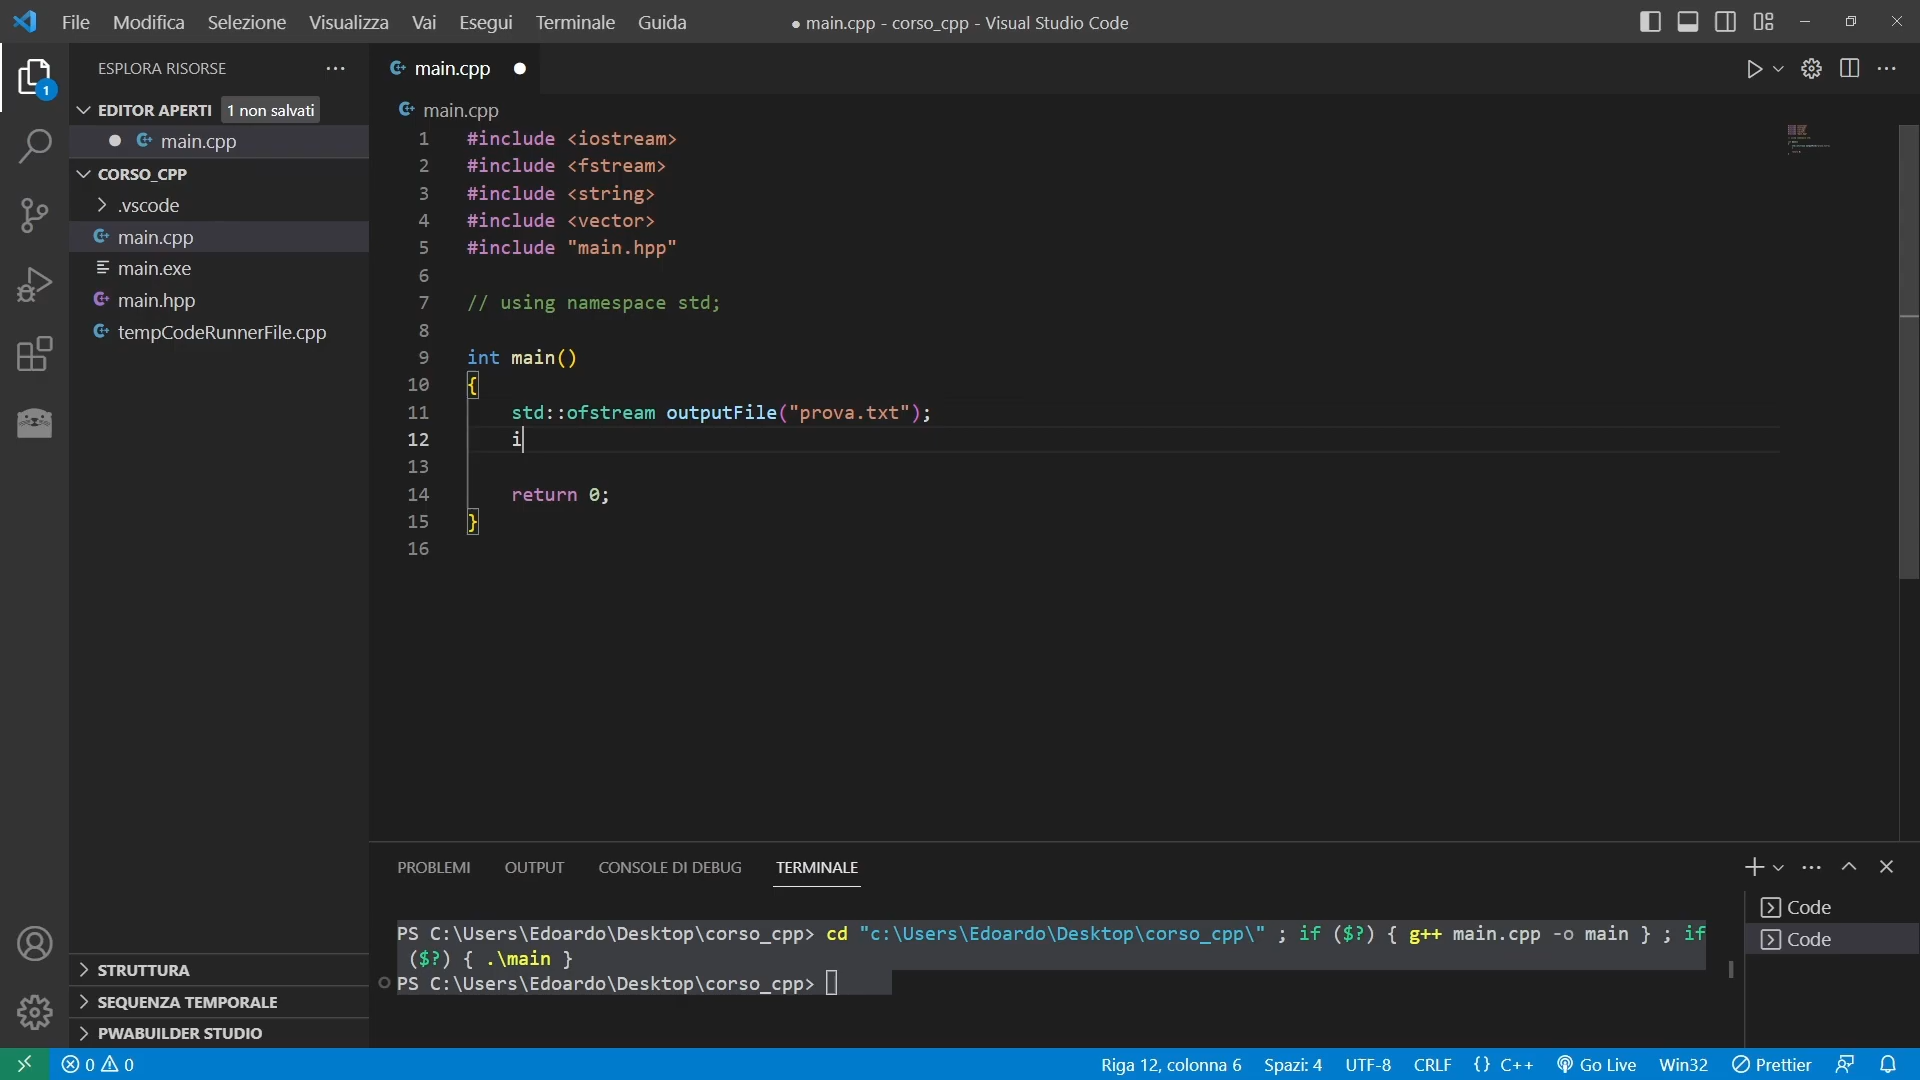 File Modifica Selezione Visualizza Vai Esegui Terminale Guida ● main.cpp - corso_cpp - Visual Studio Code
ESPLORA RISORSE
1
EDITOR APERTI 1 non salvati
main.cpp
CORSO_CPP
.vscode
main.cpp
main.exe
main.hpp
tempCodeRunnerFile.cpp
STRUTTURA
SEQUENZA TEMPORALE
PWABUILDER STUDIO
main.cpp
main.cpp
1 #include <iostream>
2 #include <fstream>
3 #include <string>
4 #include <vector>
5 #include "main.hpp"
6
7 // using namespace std;
8
9 int main()
10 {
11 std::ofstream outputFile("prova.txt");
12 i
13
14 return 0;
15 }
16
PROBLEMI OUTPUT CONSOLE DI DEBUG TERMINALE
PS C:\Users\Edoardo\Desktop\corso_cpp> cd "c:\Users\Edoardo\Desktop\corso_cpp\" ; if ($?) { g++ main.cpp -o main } ; if
($?) { .\main }
PS C:\Users\Edoardo\Desktop\corso_cpp>
Code
Code
0 0 Riga 12, colonna 6 Spazi: 4 UTF-8 CRLF {} C++ Go Live Win32 Prettier